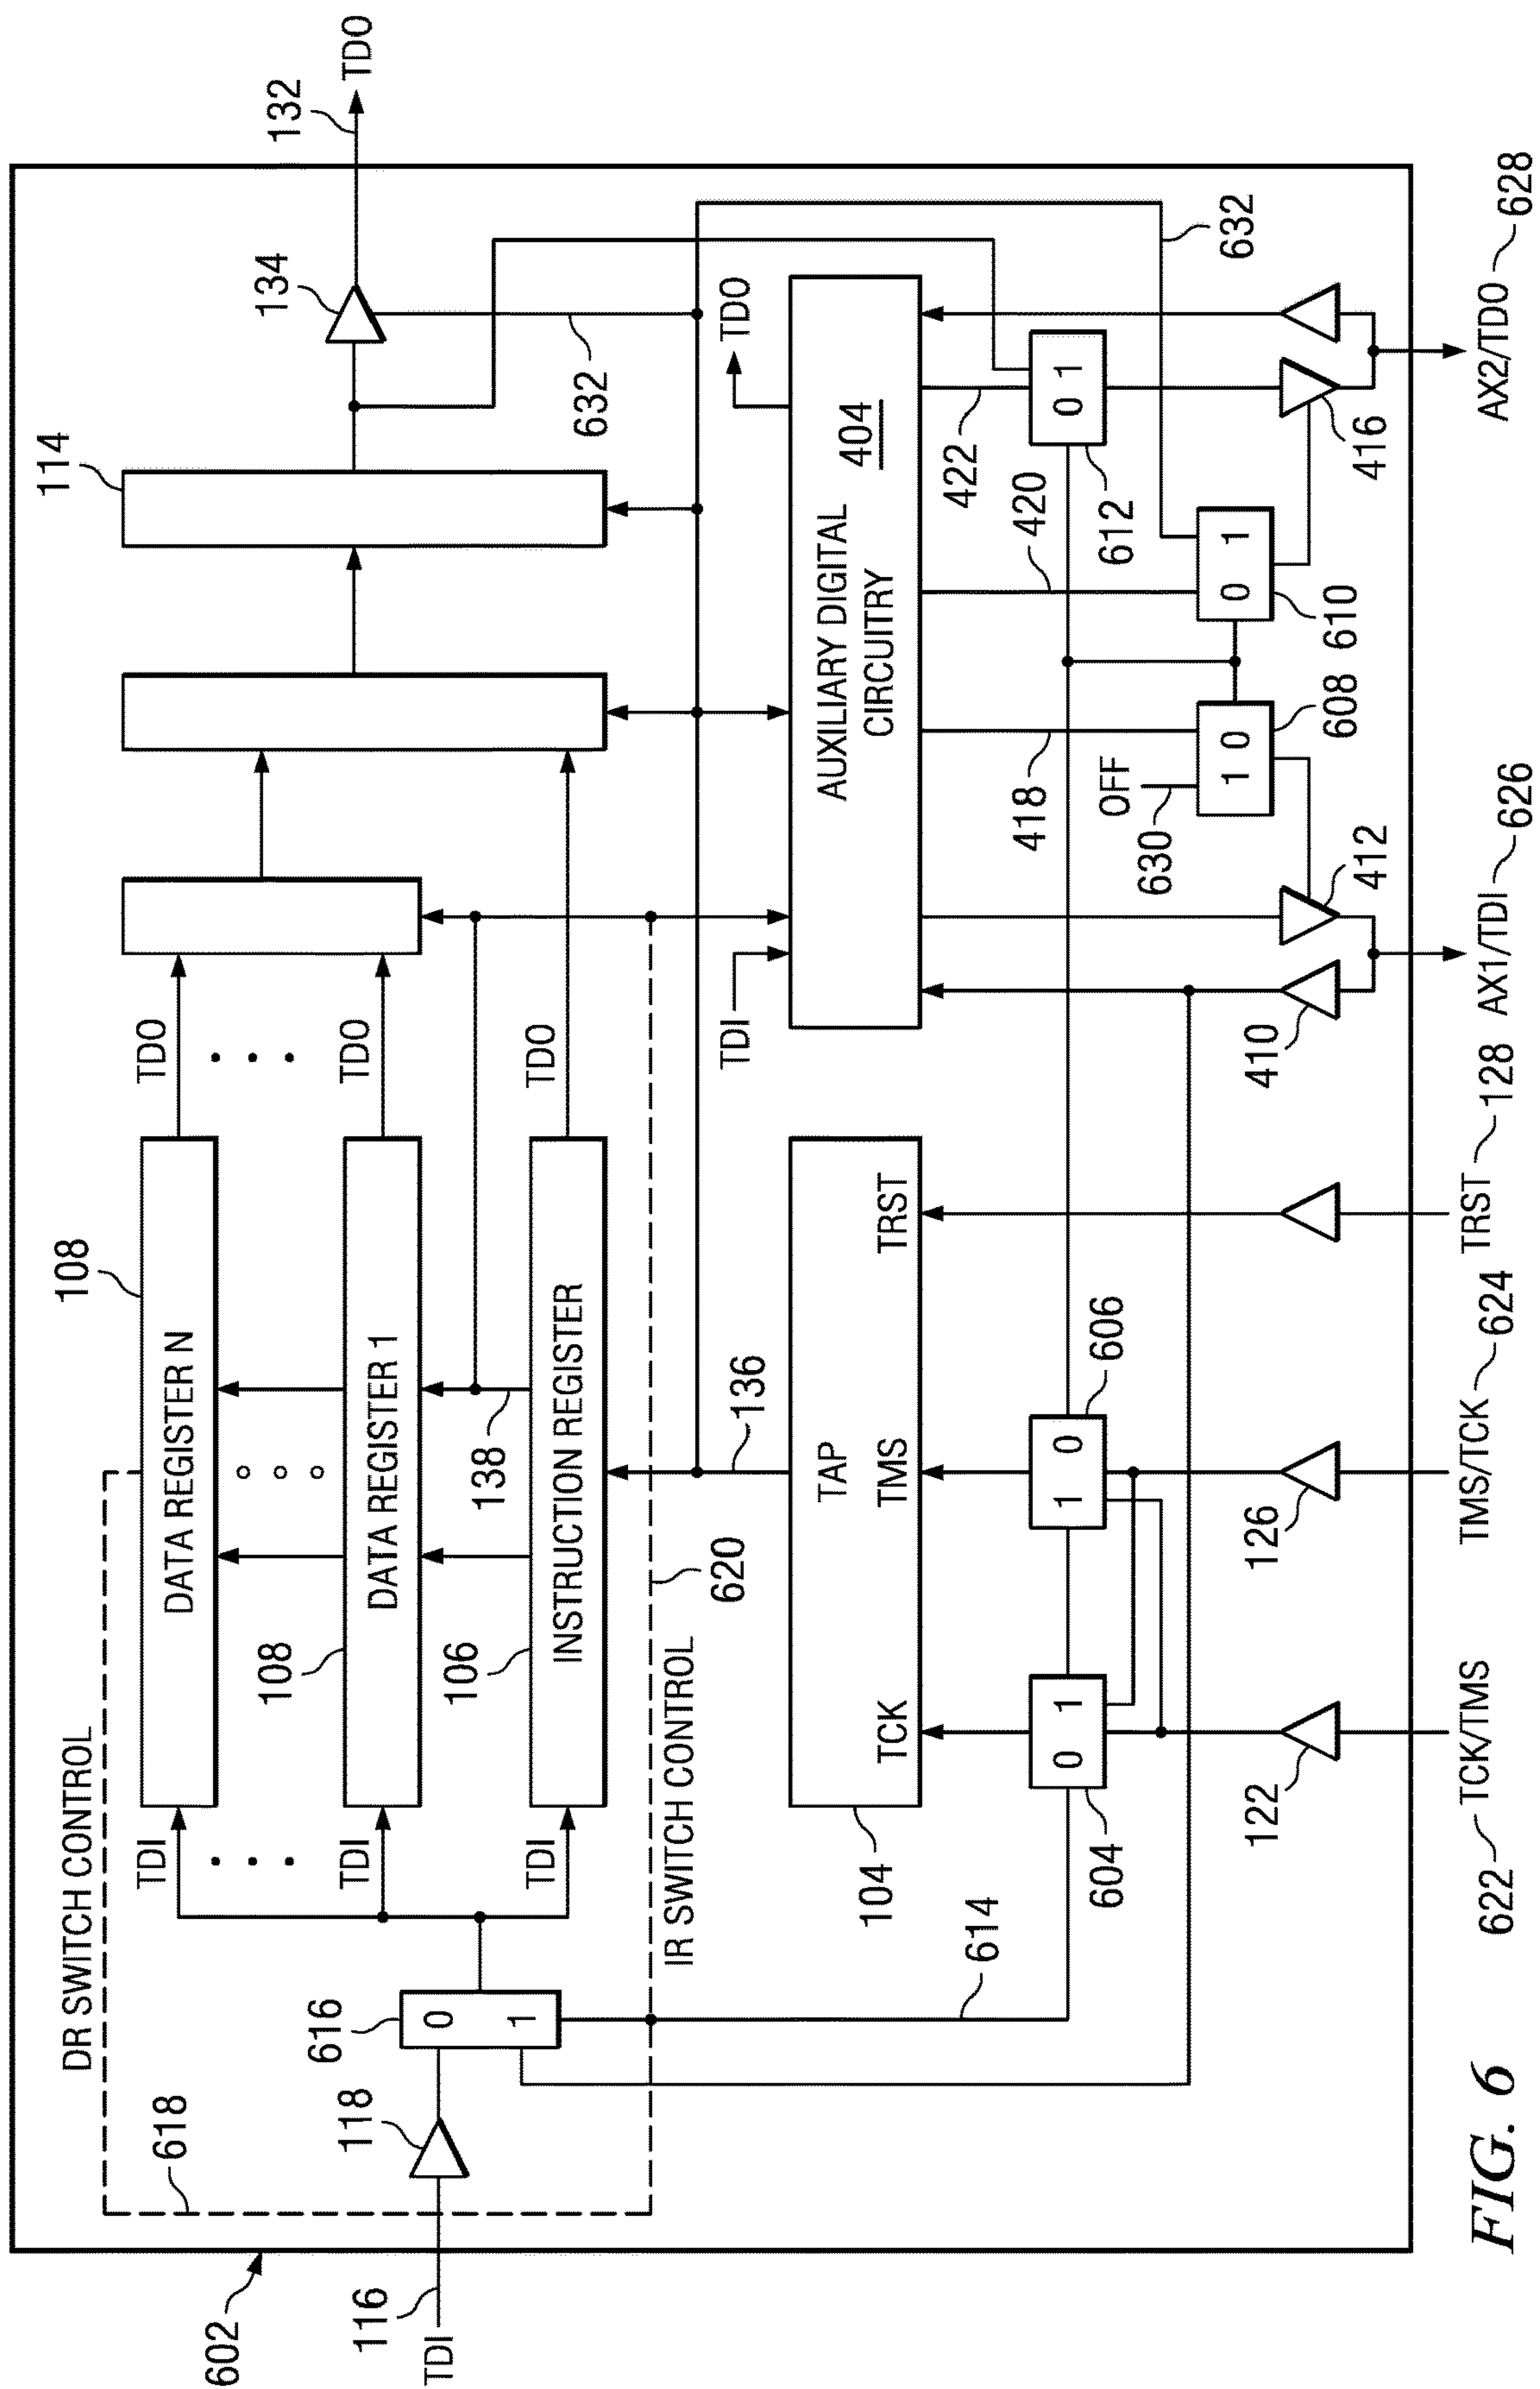 602
116
TDI
618
DR SWITCH CONTROL
118
616
0
1
TDI
TDI
TDI
108
DATA REGISTER N
108
DATA REGISTER 1
106
INSTRUCTION REGISTER
138
TDO
TDO
TDO
114
134
132
TDO
632
620
IR SWITCH CONTROL
614
136
104
TCK
TAP
TMS
TRST
TDI
AUXILIARY DIGITAL
CIRCUITRY
404
TDO
604
0 1
606
1 0
418
OFF
630
1 0
608
420
0 1
610
422
0 1
612
632
122
126
410
412
416
622 TCK/TMS
TMS/TCK 624
TRST 128
AX1/TDI 626
AX2/TDO 628
FIG. 6